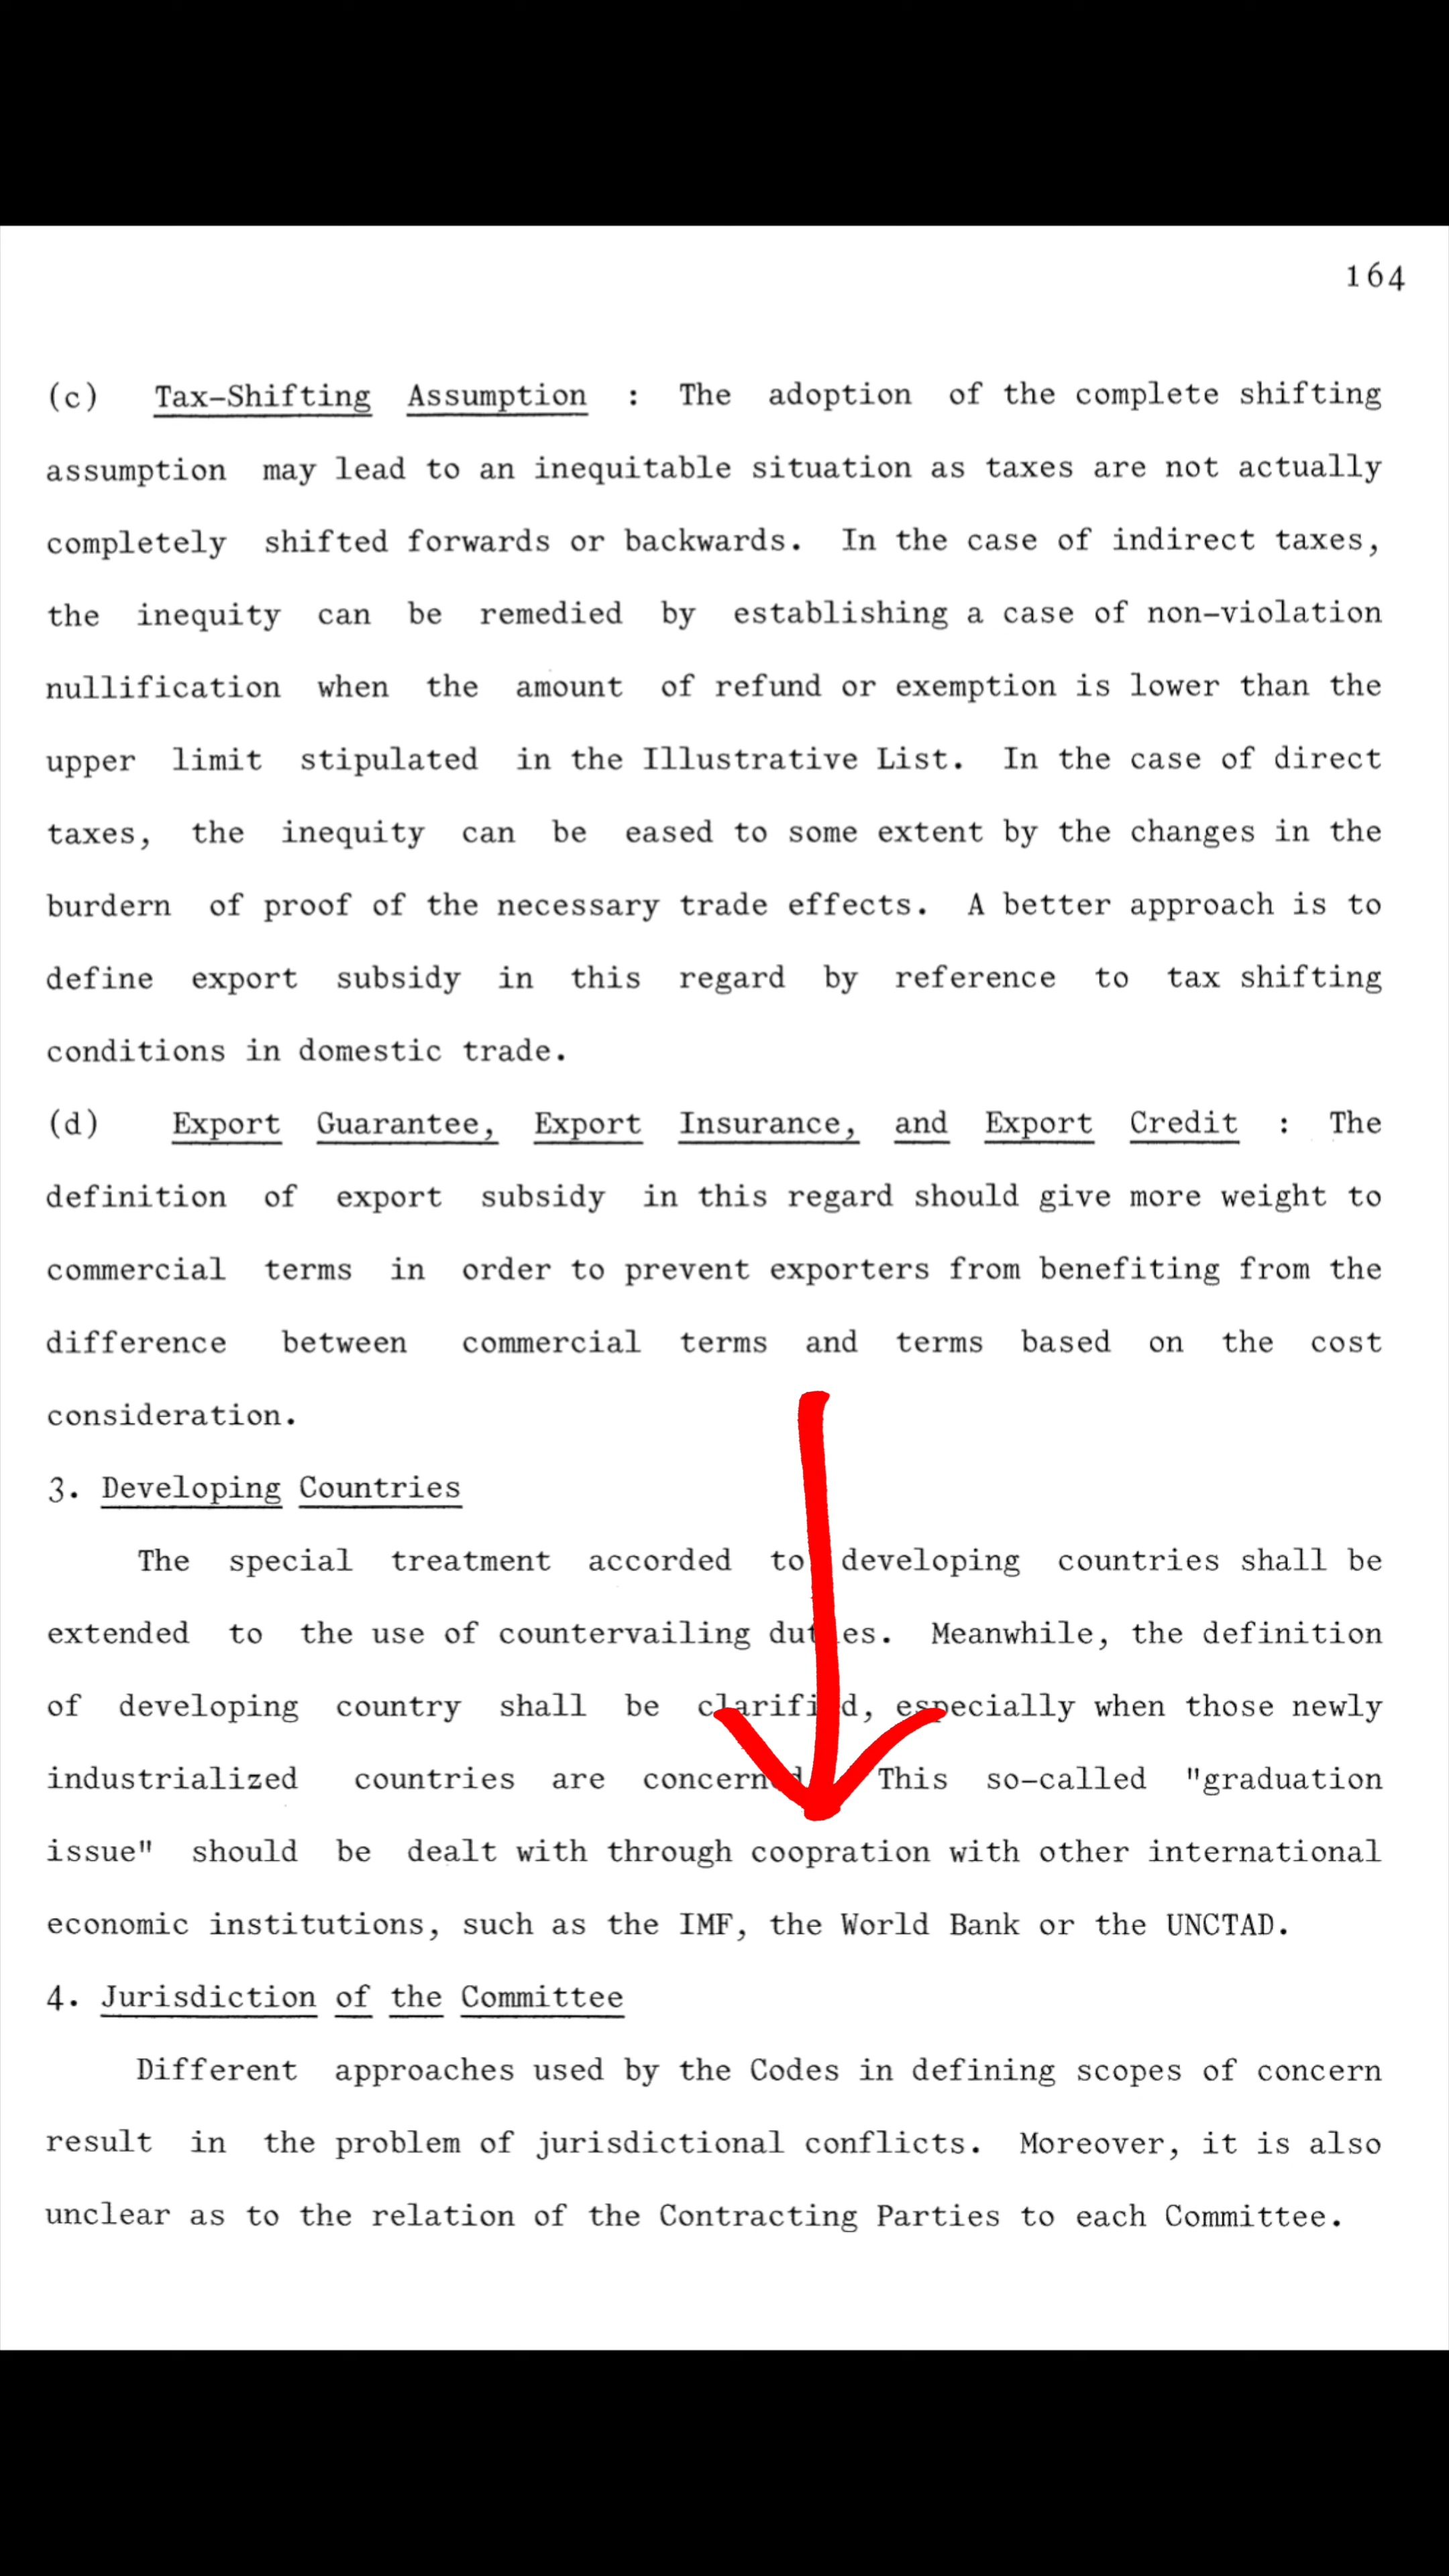 164
(c) Tax-Shifting Assumption : The adoption of the complete shifting
assumption may lead to an inequitable situation as taxes are not actually
completely shifted forwards or backwards. In the case of indirect taxes,
the inequity can be remedied by establishing a case of non-violation
nullification when the amount of refund or exemption is lower than the
upper limit stipulated in the Illustrative List. In the case of direct
taxes, the inequity can be eased to some extent by the changes in the
burdern of proof of the necessary trade effects. A better approach is to
define export subsidy in this regard by reference to tax shifting
conditions in domestic trade.
(d) Export Guarantee, Export Insurance, and Export Credit : The
definition of export subsidy in this regard should give more weight to
commercial terms in order to prevent exporters from benefiting from the
difference between commercial terms and terms based on the cost
consideration.
3. Developing Countries
The special treatment accorded to developing countries shall be
extended to the use of countervailing duties. Meanwhile, the definition
of developing country shall be clarified, especially when those newly
industrialized countries are concerned. This so-called "graduation
issue" should be dealt with through coopration with other international
economic institutions, such as the IMF, the World Bank or the UNCTAD.
4. Jurisdiction of the Committee
Different approaches used by the Codes in defining scopes of concern
result in the problem of jurisdictional conflicts. Moreover, it is also
unclear as to the relation of the Contracting Parties to each Committee.